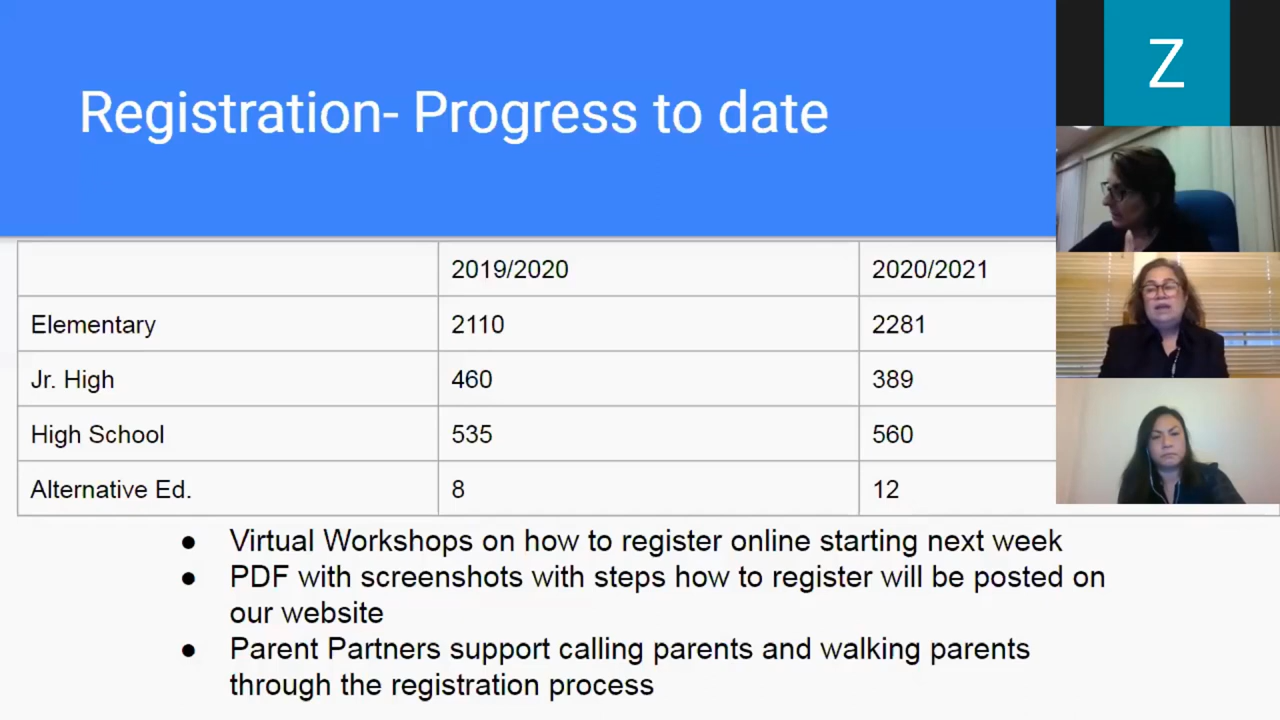 Registration- Progress to date
Z
2019/2020 2020/2021
Elementary 2110 2281
Jr. High 460 389
High School 535 560
Alternative Ed. 8 12
● Virtual Workshops on how to register online starting next week
● PDF with screenshots with steps how to register will be posted on
our website
● Parent Partners support calling parents and walking parents
through the registration process